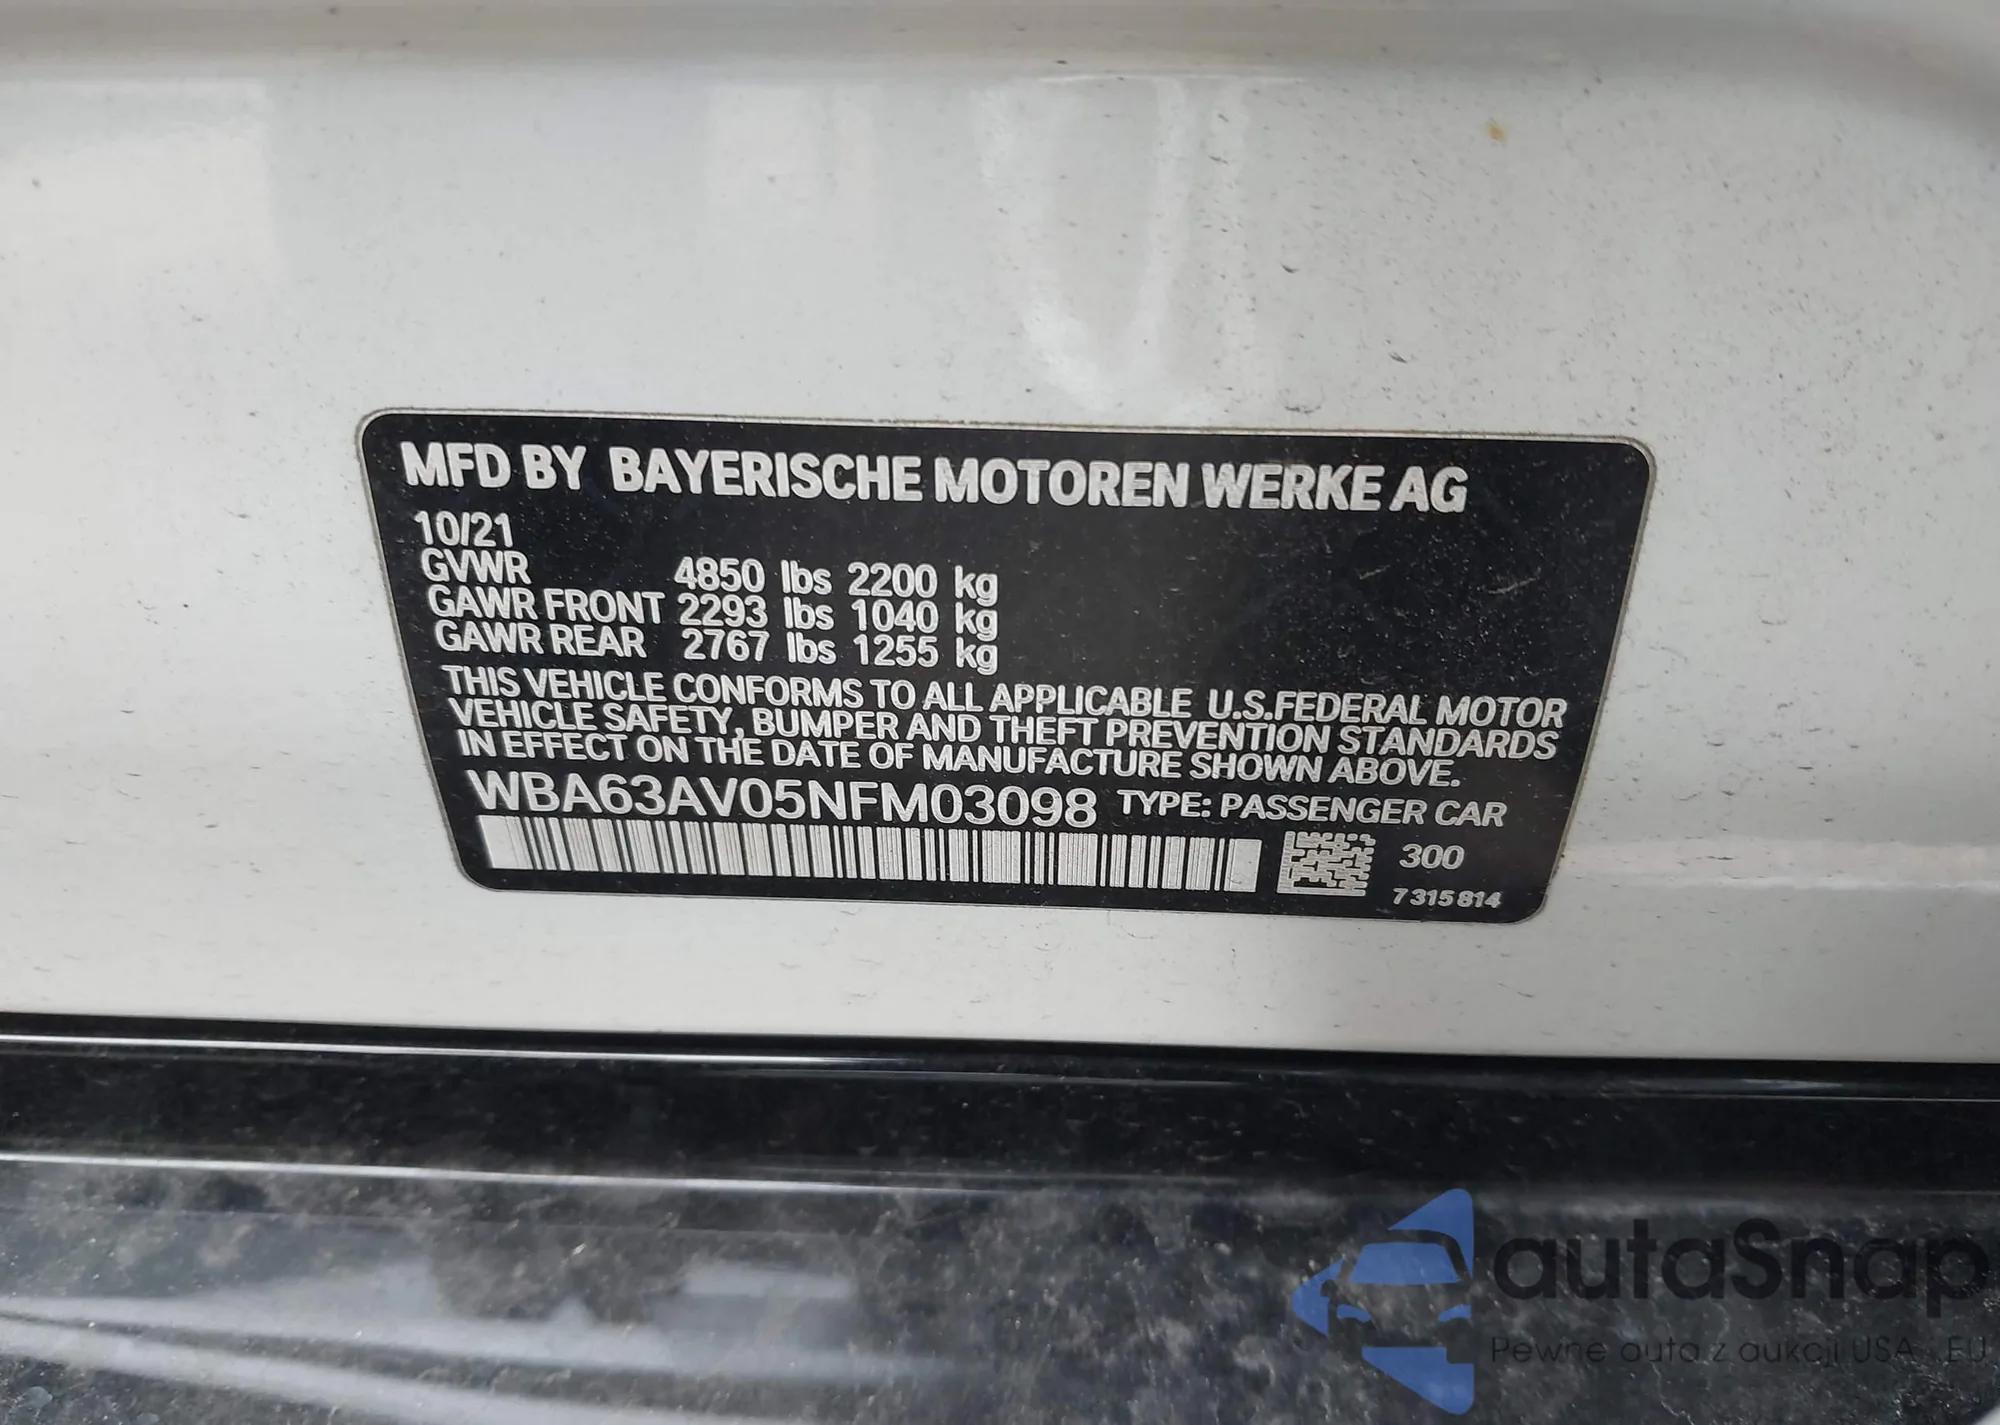 MFD BY BAYERISCHE MOTOREN WERKE AG
10/21
GVWR 4850 lbs 2200 kg
GAWR FRONT 2293 lbs 1040 kg
GAWR REAR 2767 lbs 1255 kg
THIS VEHICLE CONFORMS TO ALL APPLICABLE U.S.FEDERAL MOTOR
VEHICLE SAFETY, BUMPER AND THEFT PREVENTION STANDARDS
IN EFFECT ON THE DATE OF MANUFACTURE SHOWN ABOVE.
WBA63AV05NFM03098 TYPE: PASSENGER CAR
300
7 315 814
autaSnap
Pewne auta z aukcji USA i EU